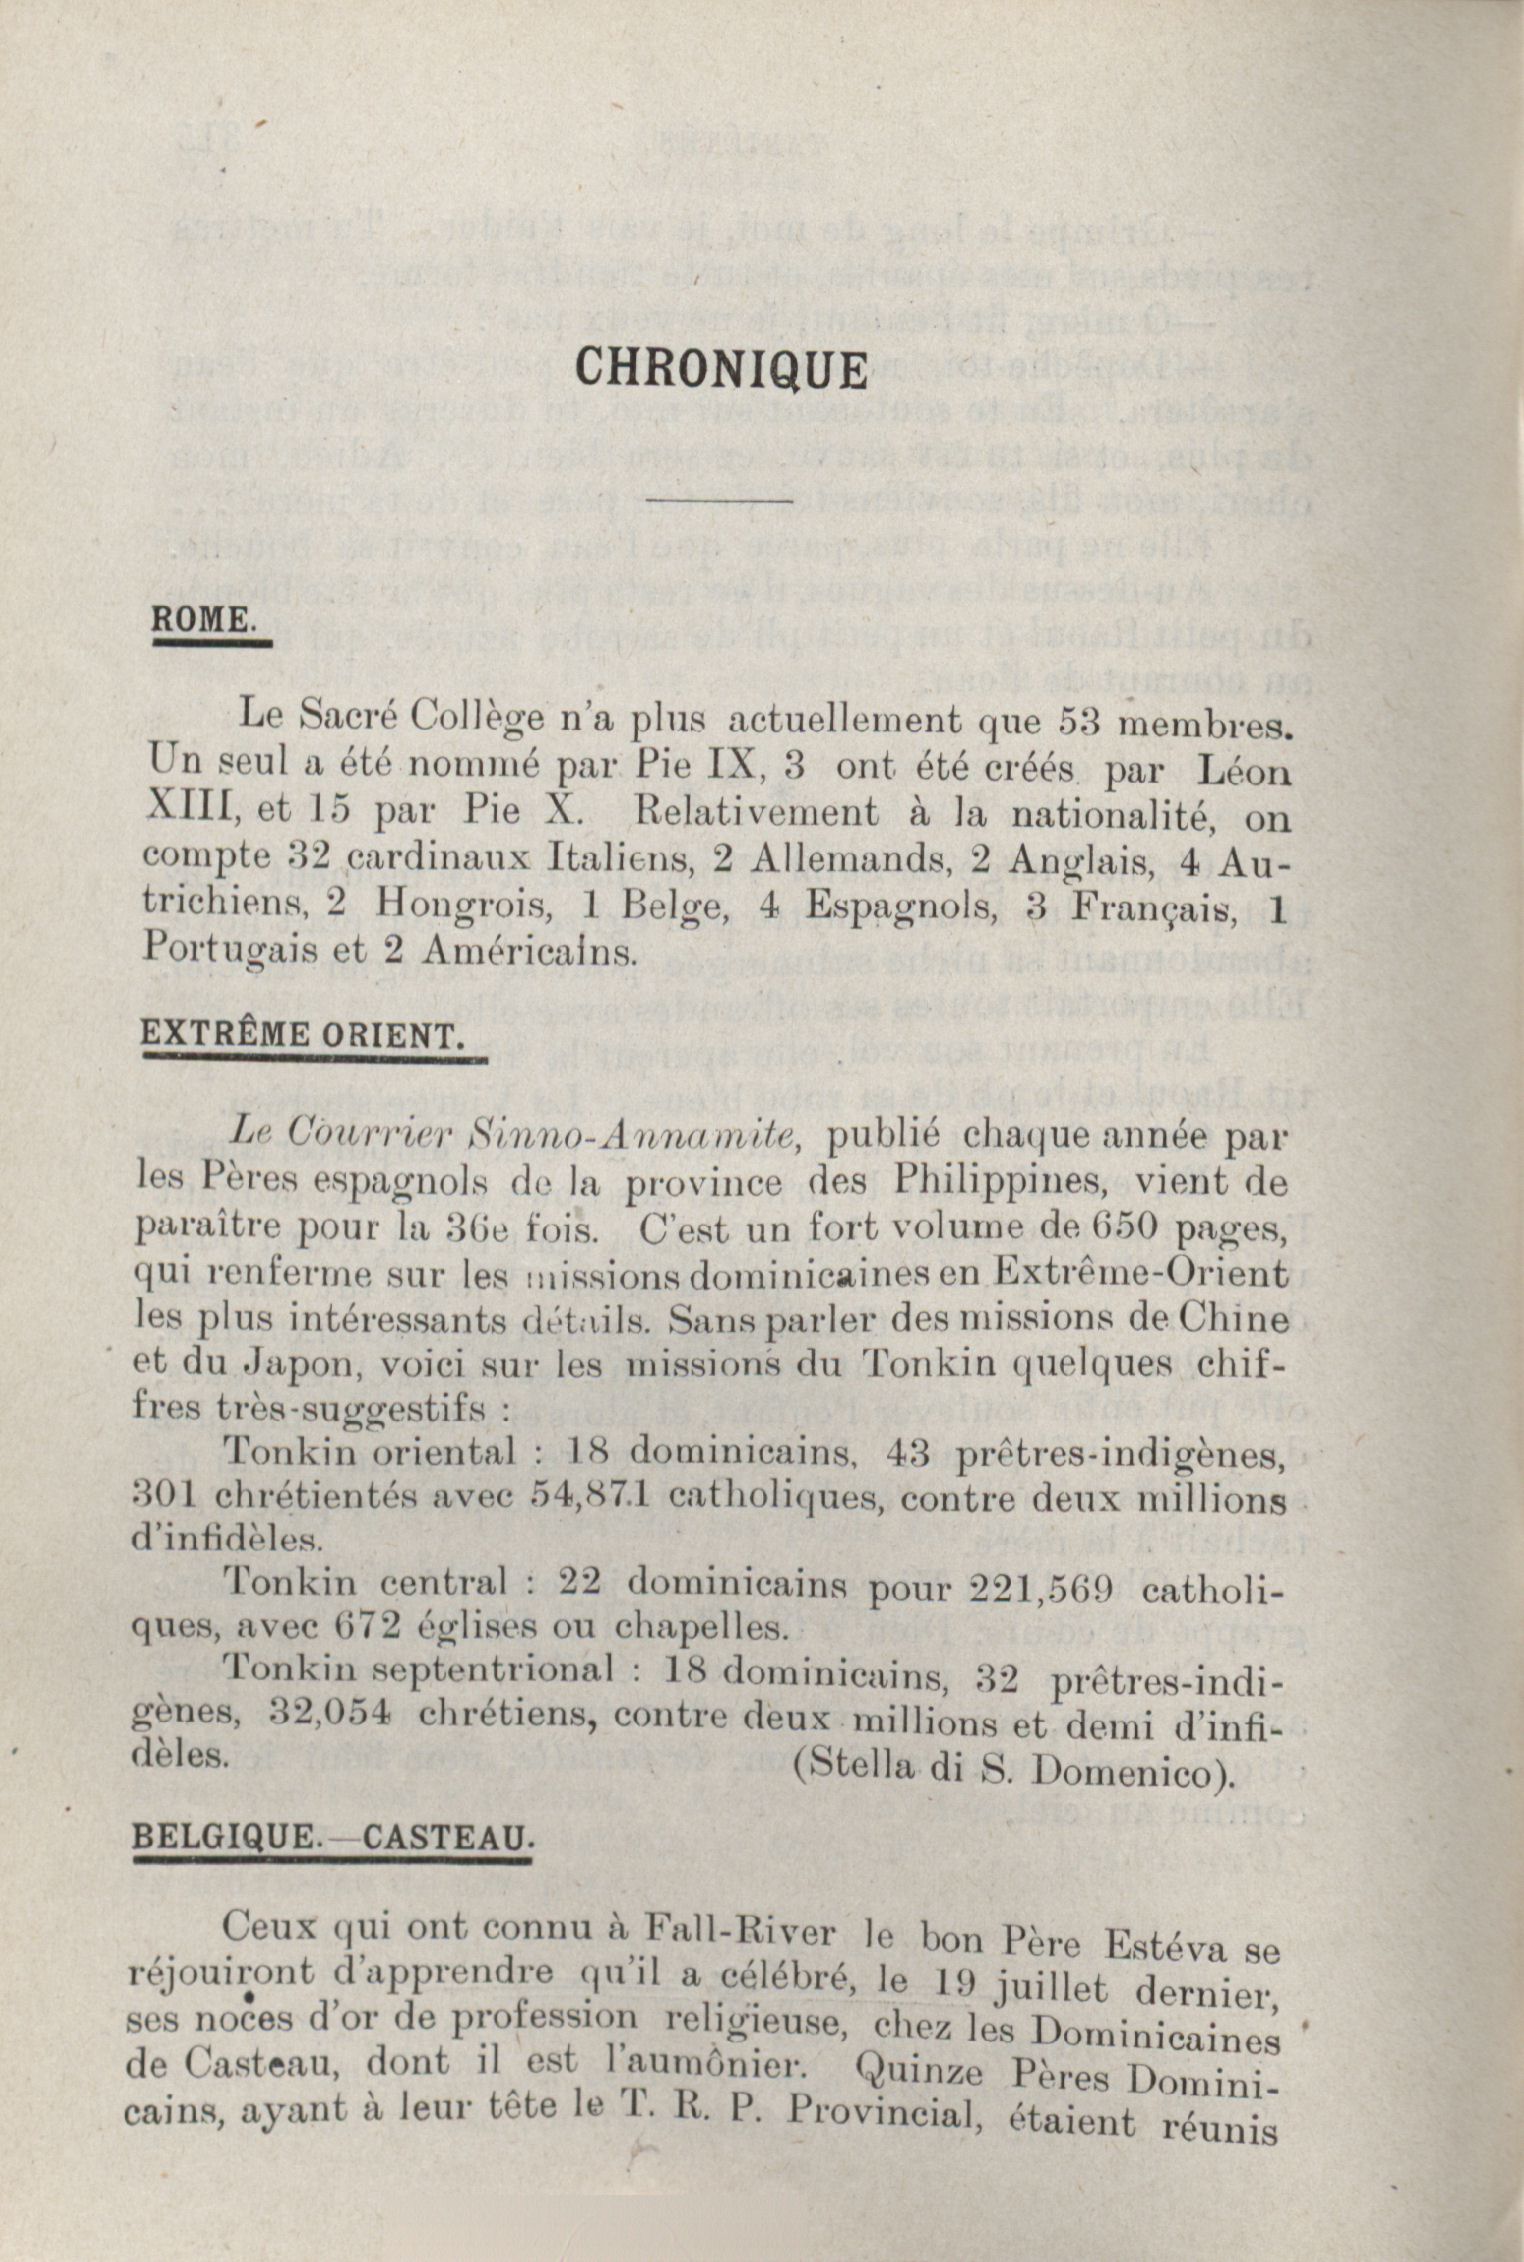 CHRONIQUE
ROME.
Le Sacré Collège n'a plus actuellement que 53 membres.
Un seul a été nommé par Pie IX, 3 ont été créés par Léon
XIII, et 15 par Pie X. Relativement à la nationalité, on
compte 32 cardinaux Italiens, 2 Allemands, 2 Anglais, 4 Au-
trichiens, 2 Hongrois, 1 Belge, 4 Espagnols, 3 Français, 1
Portugais et 2 Américains.
EXTRÊME ORIENT.
Le Courrier Sinno-Annamite, publié chaque année par
les Pères espagnols de la province des Philippines, vient de
paraître pour la 36e fois. C'est un fort volume de 650 pages,
qui renferme sur les missions dominicaines en Extrême-Orient
les plus intéressants détails. Sans parler des missions de Chine
et du Japon, voici sur les missions du Tonkin quelques chif-
fres très-suggestifs :
Tonkin oriental : 18 dominicains, 43 prêtres-indigènes,
301 chrétientés avec 54,871 catholiques, contre deux millions
d'infidèles.
Tonkin central : 22 dominicains pour 221,569 catholi-
ques, avec 672 églises ou chapelles.
Tonkin septentrional : 18 dominicains, 32 prêtres-indi-
gènes, 32,054 chrétiens, contre deux millions et demi d'infi-
dèles. (Stella di S. Domenico).
BELGIQUE.—CASTEAU.
Ceux qui ont connu à Fall-River le bon Père Estéva se
réjouiront d'apprendre qu'il a célébré, le 19 juillet dernier,
ses noces d'or de profession religieuse, chez les Dominicaines
de Casteau, dont il est l'aumônier. Quinze Pères Domini-
cains, ayant à leur tête le T. R. P. Provincial, étaient réunis